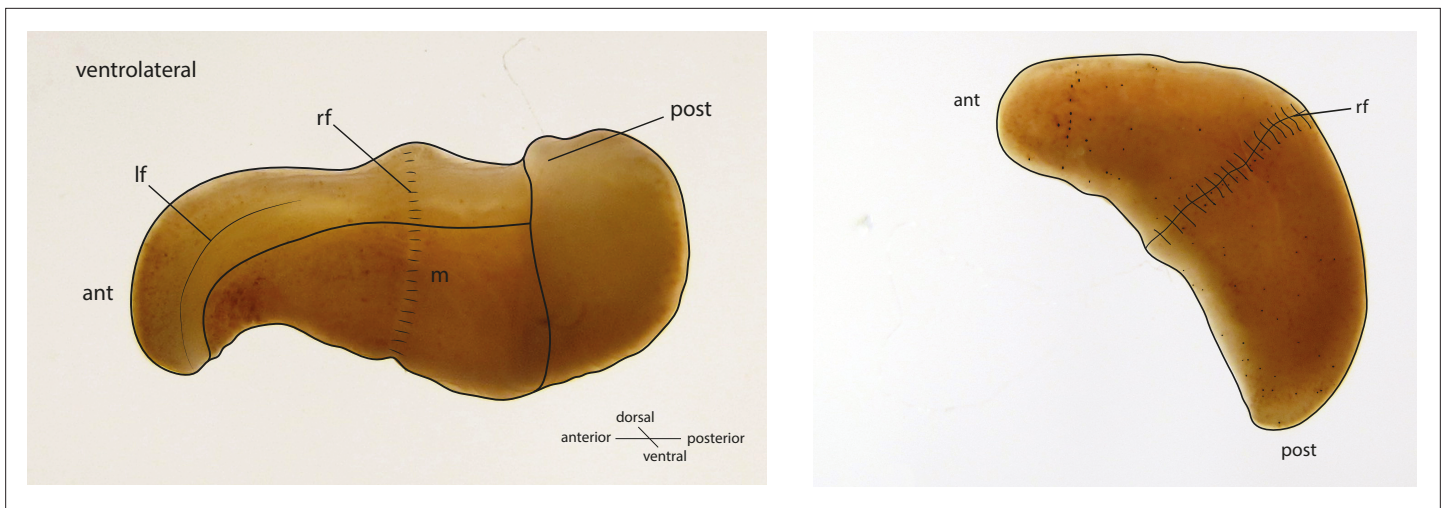 ventrolateral
rf
post
lf
ant
m
dorsal
anterior
posterior
ventral
ant
rf
post